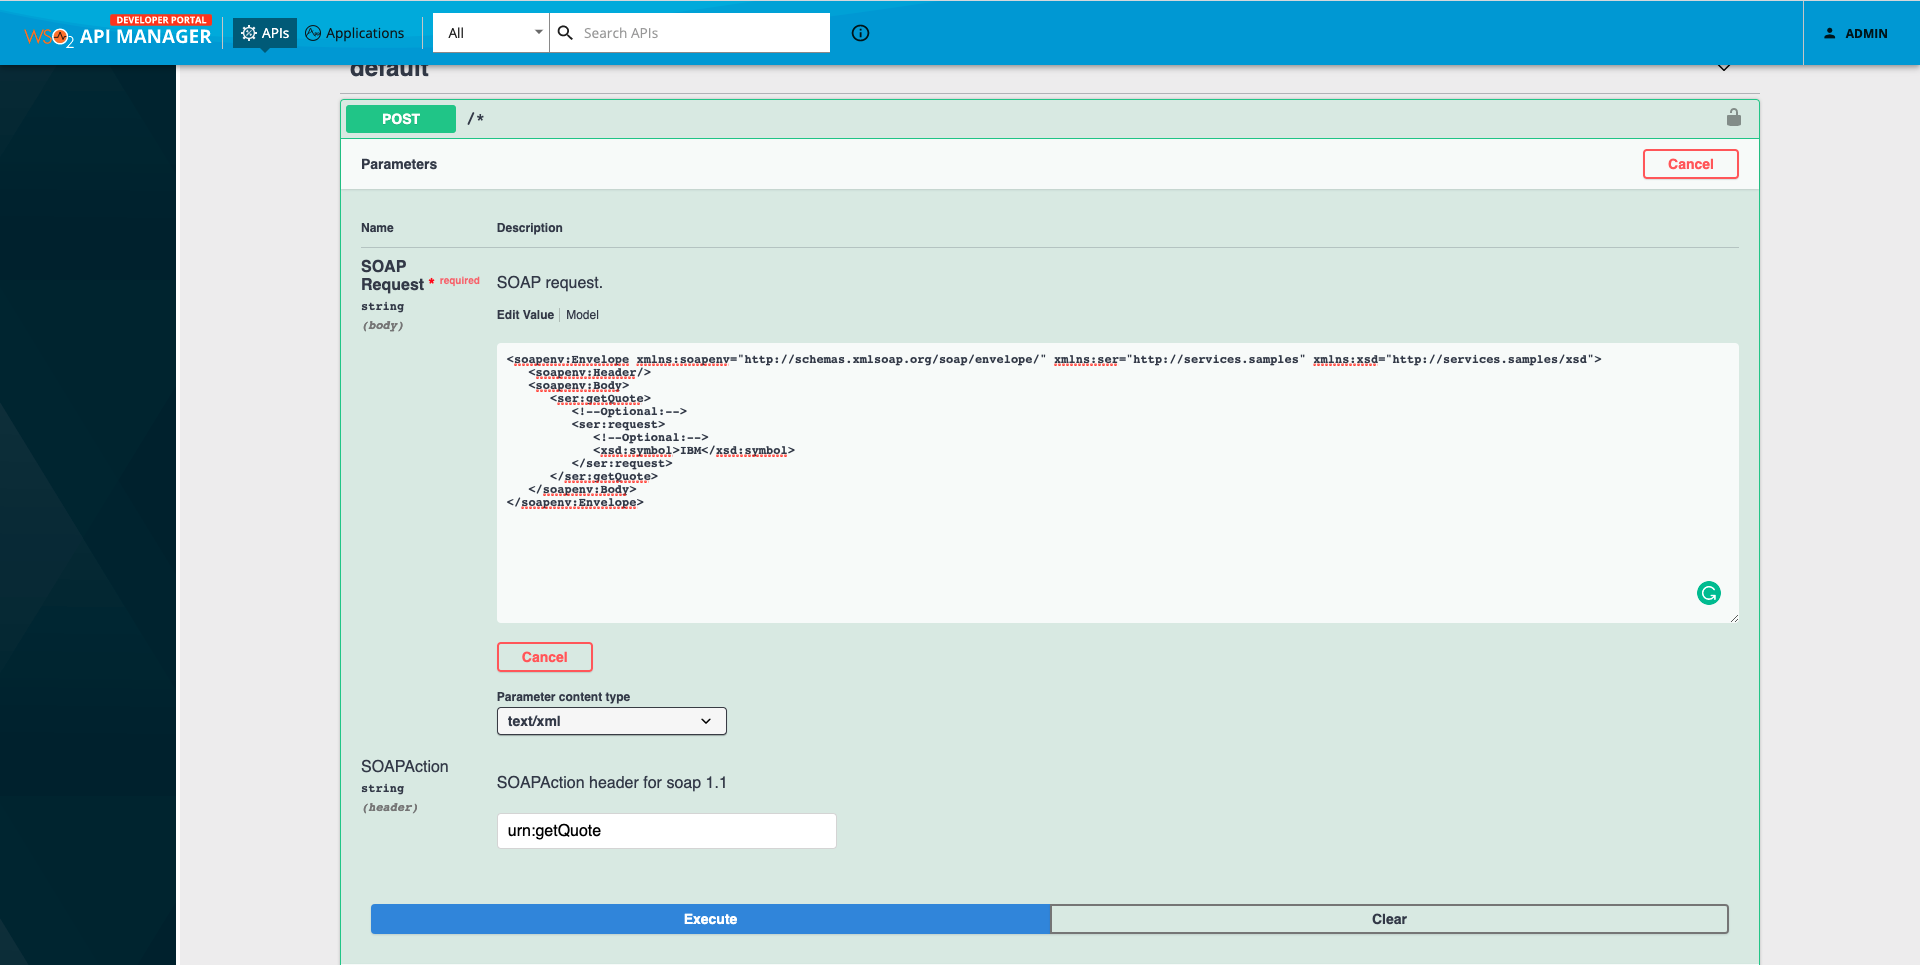 DEVELOPER PORTAL
WSO2 API MANAGER
APIs
Applications
All
Search APIs
ADMIN
default
POST
/*
Parameters
Cancel
Name
Description
SOAP
Request * required
string
(body)
SOAP request.
Edit Value
Model
<soapenv:Envelope xmlns:soapenv="http://schemas.xmlsoap.org/soap/envelope/" xmlns:ser="http://services.samples" xmlns:xsd="http://services.samples/xsd">
<soapenv:Header/>
<soapenv:Body>
<ser:getQuote>
<!--Optional:-->
<ser:request>
<!--Optional:-->
<xsd:symbol>IBM</xsd:symbol>
</ser:request>
</ser:getQuote>
</soapenv:Body>
</soapenv:Envelope>
Cancel
Parameter content type
text/xml
SOAPAction
string
(header)
SOAPAction header for soap 1.1
urn:getQuote
Execute
Clear